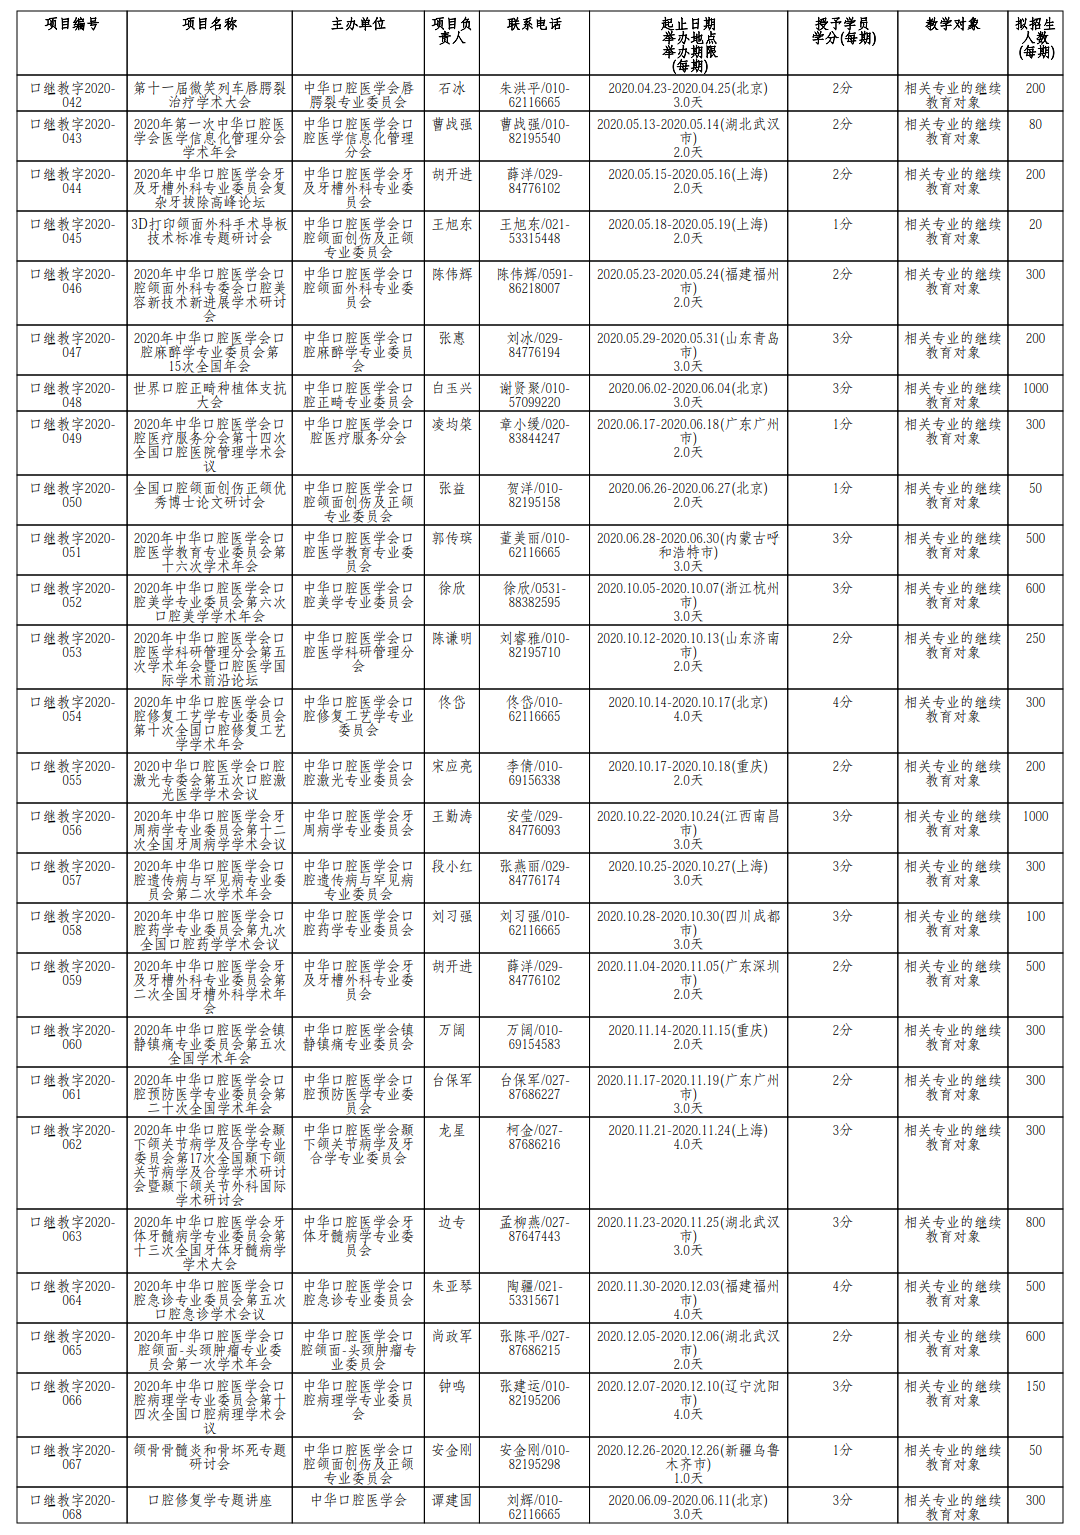 项目编号 项目名称 主办单位 项目负责人 联系电话 起止日期 举办地点 举办期限 (每期) 授予学员学分(每期) 教学对象 拟招生人数(每期)
口继教字2020-042 第十一届微笑列车唇腭裂治疗学术大会 中华口腔医学会唇腭裂专业委员会 石冰 朱洪平/010-62116665 2020.04.23-2020.04.25(北京) 3.0天 2分 相关专业的继续教育对象 200
口继教字2020-043 2020年第一次中华口腔医学会医学信息化管理分会学术年会 中华口腔医学会口腔医学信息化管理分会 曹战强 曹战强/010-82195540 2020.05.13-2020.05.14(湖北武汉市) 2.0天 2分 相关专业的继续教育对象 80
口继教字2020-044 2020年中华口腔医学会牙及牙槽外科专业委员会复杂牙拔除高峰论坛 中华口腔医学会牙及牙槽外科专业委员会 胡开进 薛洋/029-84776102 2020.05.15-2020.05.16(上海) 2.0天 2分 相关专业的继续教育对象 200
口继教字2020-045 3D打印颌面外科手术导板技术标准专题研讨会 中华口腔医学会口腔颌面创伤及正颌专业委员会 王旭东 王旭东/021-53315448 2020.05.18-2020.05.19(上海) 2.0天 1分 相关专业的继续教育对象 20
口继教字2020-046 2020年中华口腔医学会口腔颌面外科专委会口腔美容新技术新进展学术研讨会 中华口腔医学会口腔颌面外科专业委员会 陈伟辉 陈伟辉/0591-86218007 2020.05.23-2020.05.24(福建福州市) 2.0天 2分 相关专业的继续教育对象 300
口继教字2020-047 2020年中华口腔医学会口腔麻醉学专业委员会第15次全国年会 中华口腔医学会口腔麻醉学专业委员会 张惠 刘冰/029-84776194 2020.05.29-2020.05.31(山东青岛市) 3.0天 3分 相关专业的继续教育对象 200
口继教字2020-048 世界口腔正畸种植体支抗大会 中华口腔医学会口腔正畸专业委员会 白玉兴 谢贤聚/010-57099220 2020.06.02-2020.06.04(北京) 3.0天 3分 相关专业的继续教育对象 1000
口继教字2020-049 2020年中华口腔医学会口腔医疗服务分会第十四次全国口腔医院管理学术会议 中华口腔医学会口腔医疗服务分会 凌均棨 章小缓/020-83844247 2020.06.17-2020.06.18(广东广州市) 2.0天 1分 相关专业的继续教育对象 300
口继教字2020-050 全国口腔颌面创伤正颌优秀博士论文研讨会 中华口腔医学会口腔颌面创伤及正颌专业委员会 张益 贺洋/010-82195158 2020.06.26-2020.06.27(北京) 2.0天 1分 相关专业的继续教育对象 50
口继教字2020-051 2020年中华口腔医学会口腔医学教育专业委员会第十六次学术年会 中华口腔医学会口腔医学教育专业委员会 郭传瑸 董美丽/010-62116665 2020.06.28-2020.06.30(内蒙古呼和浩特市) 3.0天 3分 相关专业的继续教育对象 500
口继教字2020-052 2020年中华口腔医学会口腔美学专业委员会第六次口腔美学学术年会 中华口腔医学会口腔美学专业委员会 徐欣 徐欣/0531-88382595 2020.10.05-2020.10.07(浙江杭州市) 3.0天 3分 相关专业的继续教育对象 600
口继教字2020-053 2020年中华口腔医学会口腔医学科研管理分会第五次学术年会暨口腔医学国际学术前沿论坛 中华口腔医学会口腔医学科研管理分会 陈谦明 刘睿雅/010-82195710 2020.10.12-2020.10.13(山东济南市) 2.0天 2分 相关专业的继续教育对象 250
口继教字2020-054 2020年中华口腔医学会口腔修复工艺学专业委员会第十次全国口腔修复工艺学学术年会 中华口腔医学会口腔修复工艺学专业委员会 佟岱 佟岱/010-62116665 2020.10.14-2020.10.17(北京) 4.0天 4分 相关专业的继续教育对象 300
口继教字2020-055 2020中华口腔医学会口腔激光专委会第五次口腔激光医学学术会议 中华口腔医学会口腔激光专业委员会 宋应亮 李倩/010-69156338 2020.10.17-2020.10.18(重庆) 2.0天 2分 相关专业的继续教育对象 200
口继教字2020-056 2020年中华口腔医学会牙周病学专业委员会第十二次全国牙周病学学术会议 中华口腔医学会牙周病学专业委员会 王勤涛 安莹/029-84776093 2020.10.22-2020.10.24(江西南昌市) 3.0天 3分 相关专业的继续教育对象 1000
口继教字2020-057 2020年中华口腔医学会口腔遗传病与罕见病专业委员会第二次学术年会 中华口腔医学会口腔遗传病与罕见病专业委员会 段小红 张燕丽/029-84776174 2020.10.25-2020.10.27(上海) 3.0天 3分 相关专业的继续教育对象 300
口继教字2020-058 2020年中华口腔医学会口腔药学专业委员会第九次全国口腔药学学术会议 中华口腔医学会口腔药学专业委员会 刘习强 刘习强/010-62116665 2020.10.28-2020.10.30(四川成都市) 3.0天 3分 相关专业的继续教育对象 100
口继教字2020-059 2020年中华口腔医学会牙及牙槽外科专业委员会第二次全国牙槽外科学术年会 中华口腔医学会牙及牙槽外科专业委员会 胡开进 薛洋/029-84776102 2020.11.04-2020.11.05(广东深圳市) 2.0天 2分 相关专业的继续教育对象 500
口继教字2020-060 2020年中华口腔医学会镇静镇痛专业委员会第五次全国学术年会 中华口腔医学会镇静镇痛专业委员会 万阔 万阔/010-69154583 2020.11.14-2020.11.15(重庆) 2.0天 2分 相关专业的继续教育对象 300
口继教字2020-061 2020年中华口腔医学会口腔预防医学专业委员会第二十次全国学术年会 中华口腔医学会口腔预防医学专业委员会 台保军 台保军/027-87686227 2020.11.17-2020.11.19(广东广州市) 3.0天 2分 相关专业的继续教育对象 300
口继教字2020-062 2020年中华口腔医学会颞下颌关节病学及合学专业委员会第17次全国颞下颌关节病学及合学学术研讨会暨颞下颌关节外科国际学术研讨会 中华口腔医学会颞下颌关节病学及牙合学专业委员会 龙星 柯金/027-87686216 2020.11.21-2020.11.24(上海) 4.0天 3分 相关专业的继续教育对象 300
口继教字2020-063 2020年中华口腔医学会牙体牙髓病学专业委员会第十三次全国牙体牙髓病学学术大会 中华口腔医学会牙体牙髓病学专业委员会 边专 孟柳燕/027-87647443 2020.11.23-2020.11.25(湖北武汉市) 3.0天 3分 相关专业的继续教育对象 800
口继教字2020-064 2020年中华口腔医学会口腔急诊专业委员会第五次口腔急诊学术会议 中华口腔医学会口腔急诊专业委员会 朱亚琴 陶疆/021-53315671 2020.11.30-2020.12.03(福建福州市) 4.0天 4分 相关专业的继续教育对象 500
口继教字2020-065 2020年中华口腔医学会口腔颌面-头颈肿瘤专业委员会第一次学术年会 中华口腔医学会口腔颌面-头颈肿瘤专业委员会 尚政军 张陈平/027-87686215 2020.12.05-2020.12.06(湖北武汉市) 2.0天 2分 相关专业的继续教育对象 600
口继教字2020-066 2020年中华口腔医学会口腔病理学专业委员会第十四次全国口腔病理学术会议 中华口腔医学会口腔病理学专业委员会 钟鸣 张建运/010-82195206 2020.12.07-2020.12.10(辽宁沈阳市) 4.0天 3分 相关专业的继续教育对象 150
口继教字2020-067 颌骨骨髓炎和骨坏死专题研讨会 中华口腔医学会口腔颌面创伤及正颌专业委员会 安金刚 安金刚/010-82195298 2020.12.26-2020.12.26(新疆乌鲁木齐市) 1.0天 1分 相关专业的继续教育对象 50
口继教字2020-068 口腔修复学专题讲座 中华口腔医学会 谭建国 刘辉/010-62116665 2020.06.09-2020.06.11(北京) 3.0天 3分 相关专业的继续教育对象 300